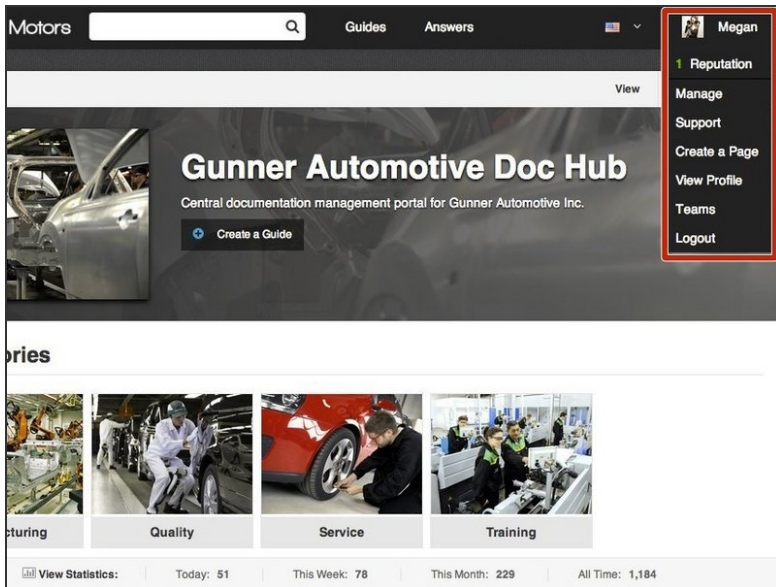 Motors Guides Answers Megan
1 Reputation
View
Manage
Support
Create a Page
View Profile
Teams
Logout
Gunner Automotive Doc Hub
Central documentation management portal for Gunner Automotive Inc.
Create a Guide
ories
cturing Quality Service Training
View Statistics: Today: 51 This Week: 78 This Month: 229 All Time: 1,184